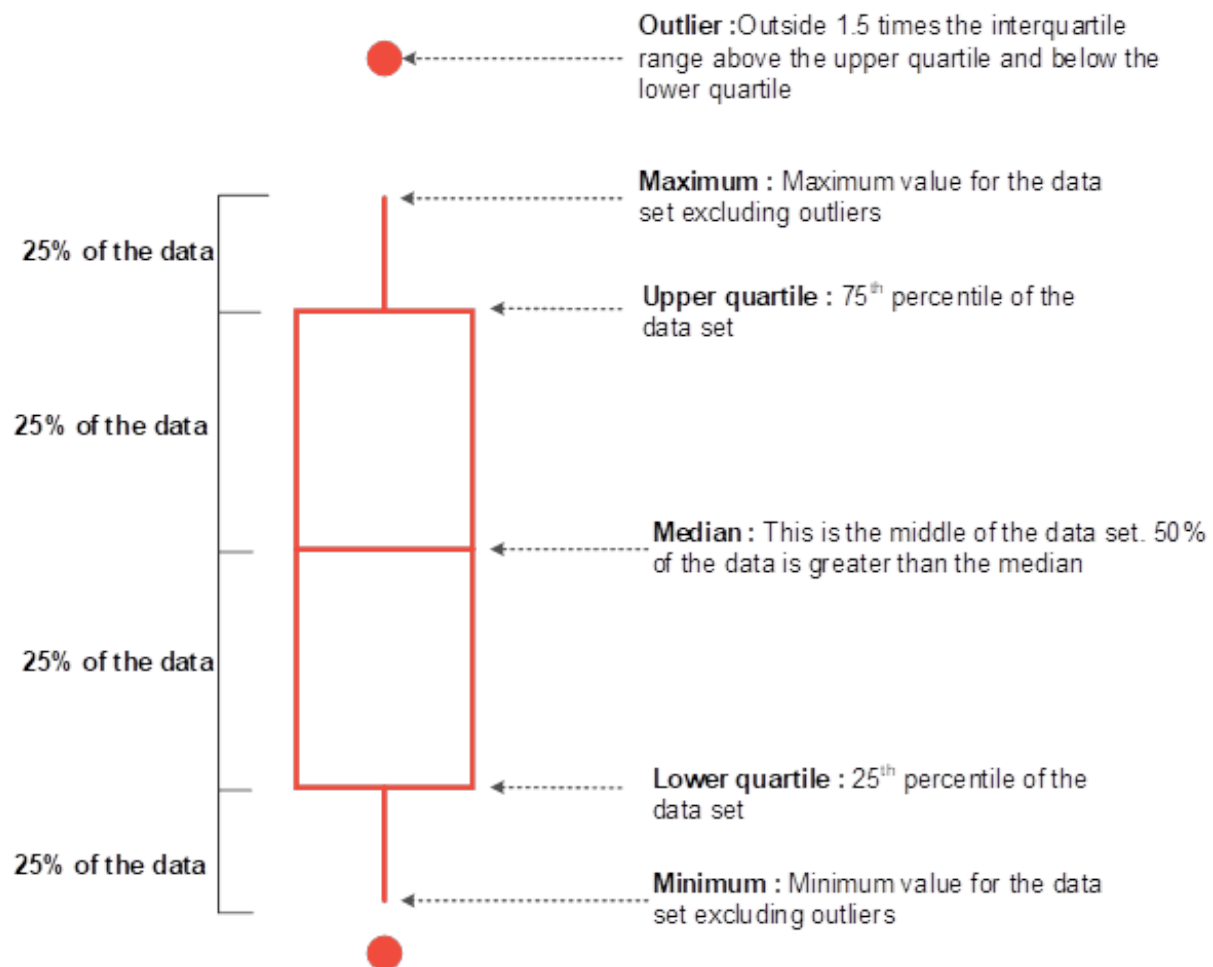 Outlier :Outside 1.5 times the interquartile
range above the upper quartile and below the
lower quartile
Maximum : Maximum value for the data
set excluding outliers
25% of the data
Upper quartile : 75th percentile of the
data set
25% of the data
Median : This is the middle of the data set. 50%
of the data is greater than the median
25% of the data
Lower quartile : 25th percentile of the
data set
25% of the data
Minimum : Minimum value for the data
set excluding outliers